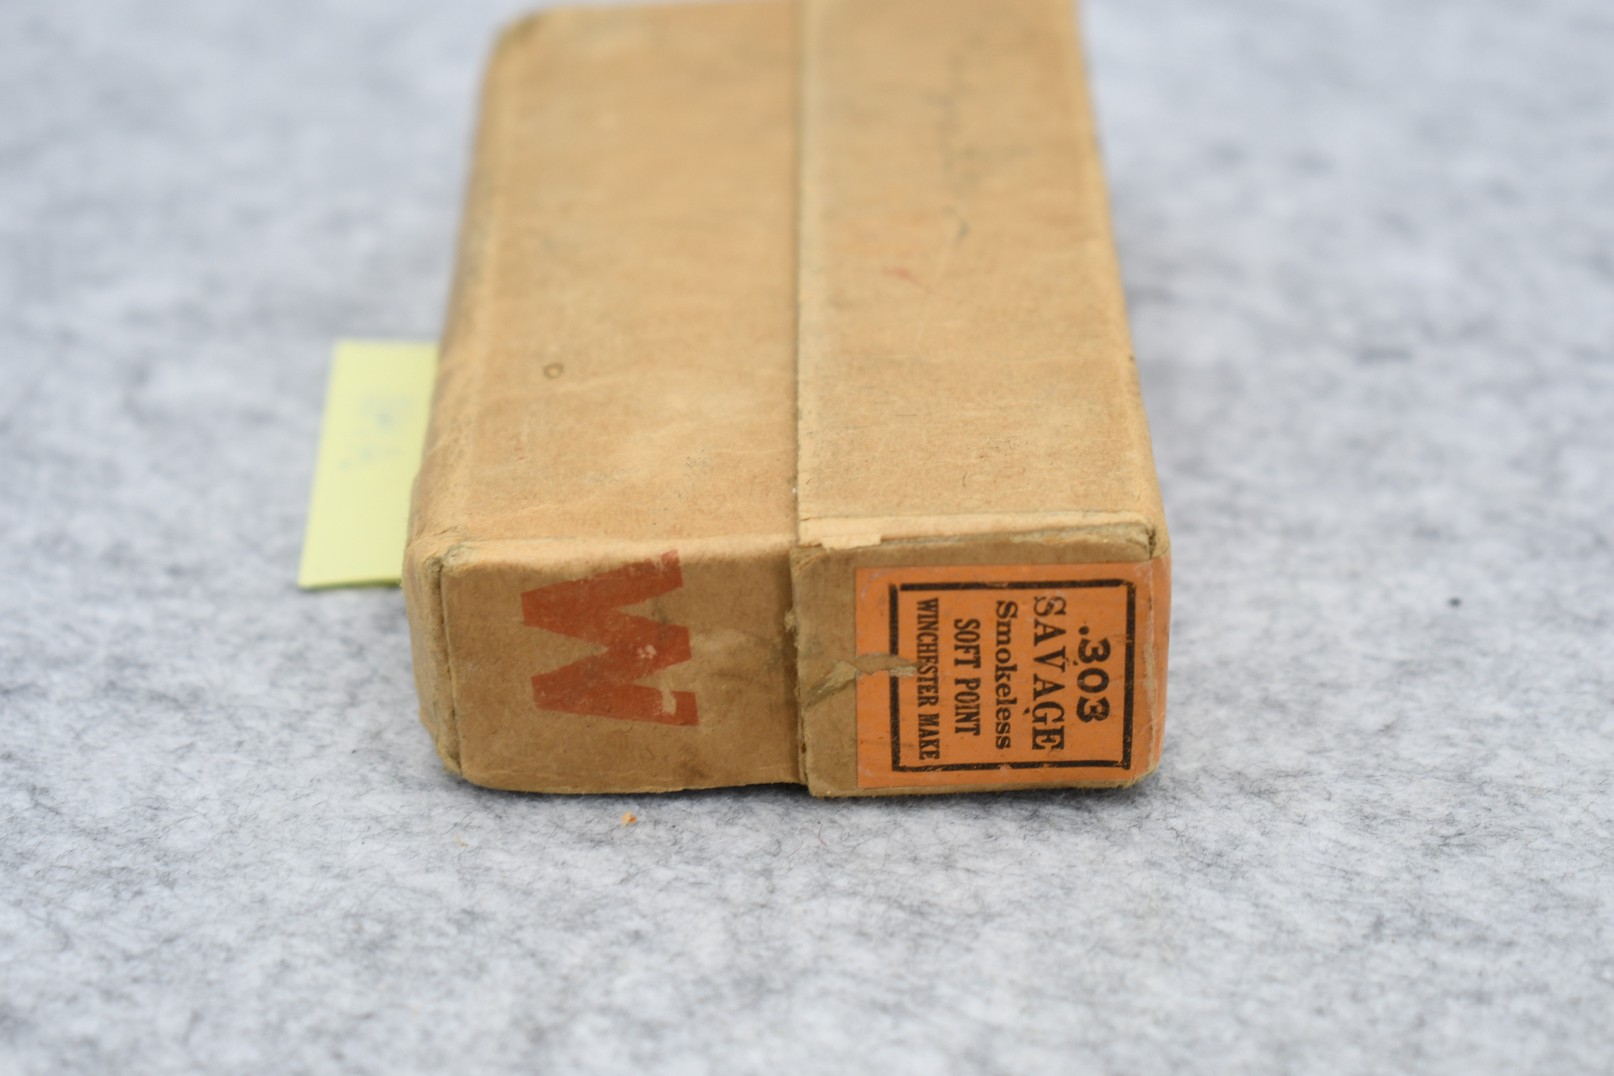 W
.303
SAVAGE
Smokeless
SOFT POINT
WINCHESTER MAKE